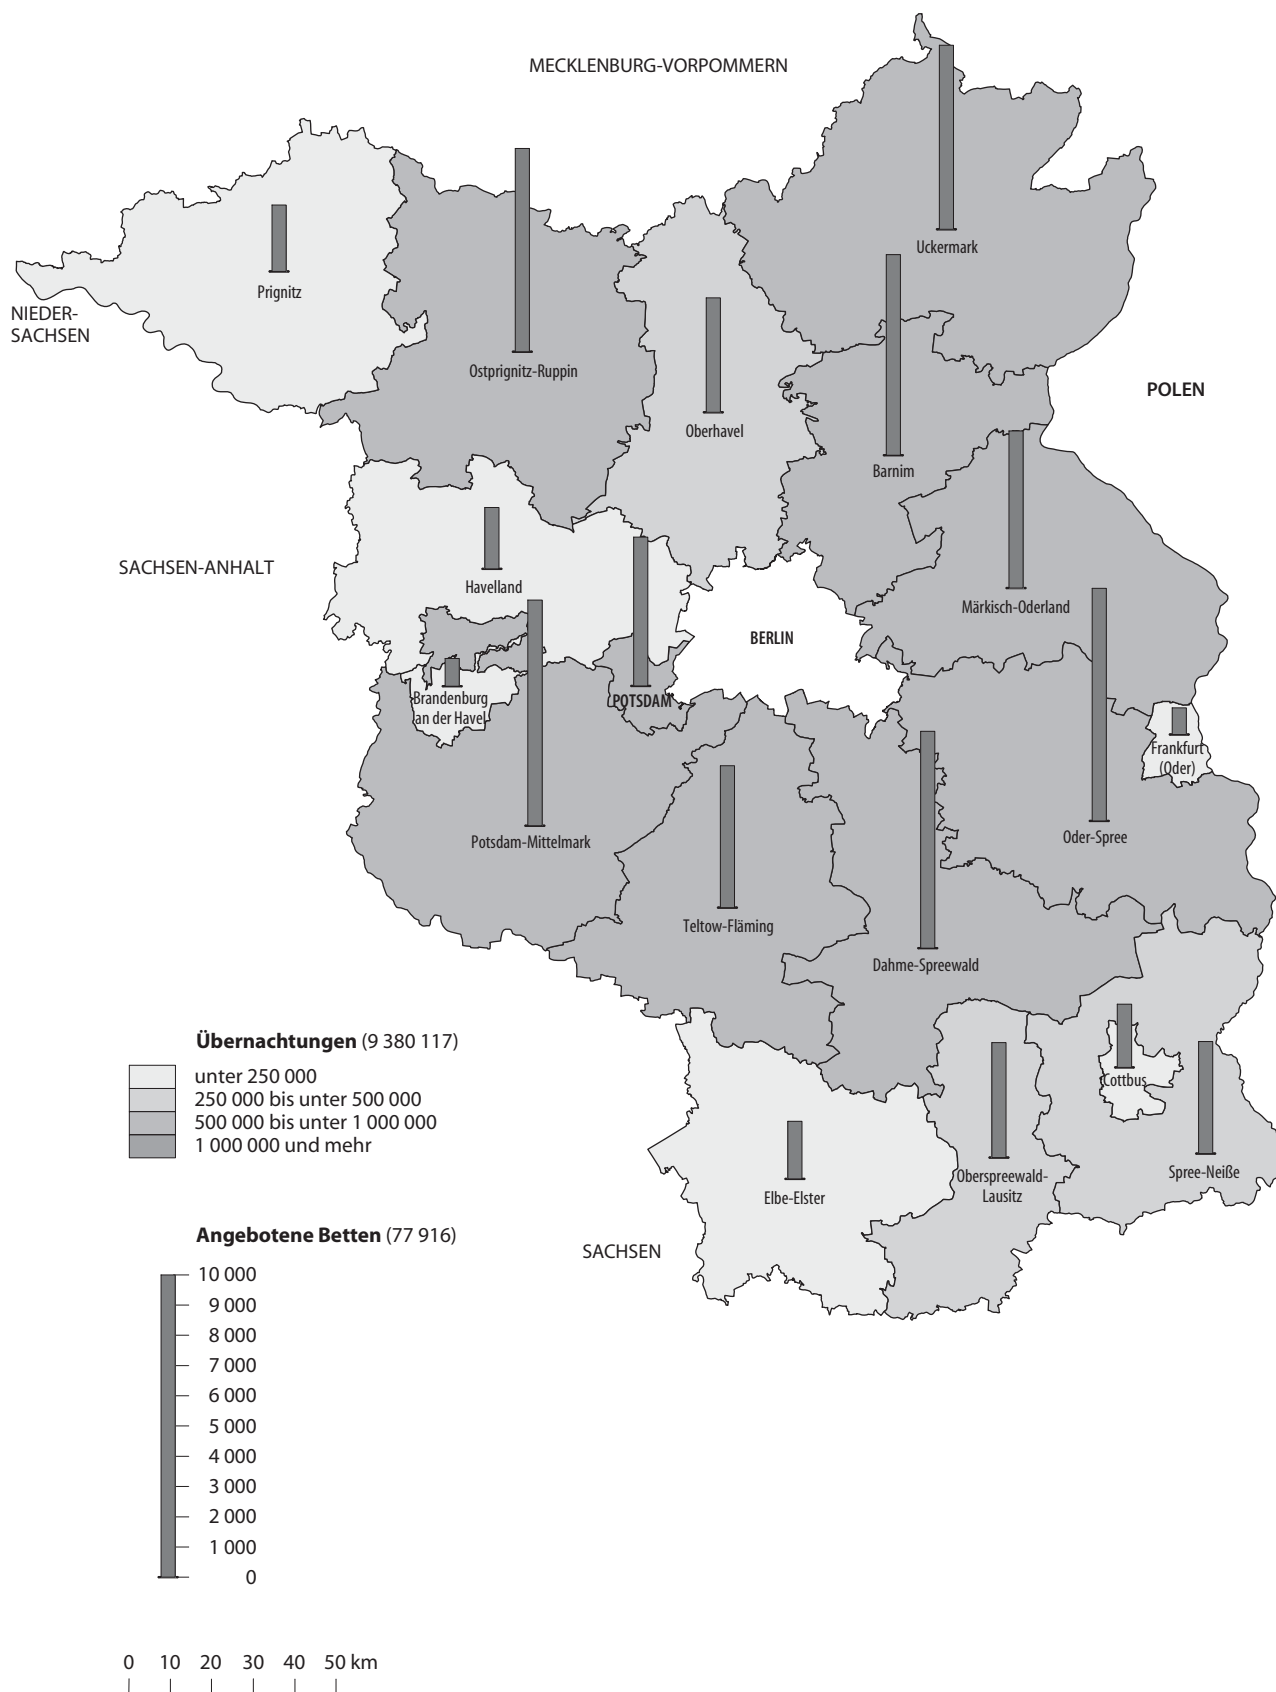 MECKLENBURG-VORPOMMERN
Uckermark
Prignitz
NIEDER-
SACHSEN
Ostprignitz-Ruppin
POLEN
Oberhavel
Barnim
SACHSEN-ANHALT
Havelland
Märkisch-Oderland
BERLIN
Brandenburg
an der Havel
POTSDAM
Frankfurt
(Oder)
Potsdam-Mittelmark
Oder-Spree
Teltow-Fläming
Dahme-Spreewald
Übernachtungen (9 380 117)
unter 250 000
250 000 bis unter 500 000
500 000 bis unter 1 000 000
1 000 000 und mehr
Cottbus
Oberspreewald-
Lausitz
Spree-Neiße
Elbe-Elster
SACHSEN
Angebotene Betten (77 916)
10 000
9 000
8 000
7 000
6 000
5 000
4 000
3 000
2 000
1 000
0
0 10 20 30 40 50 km